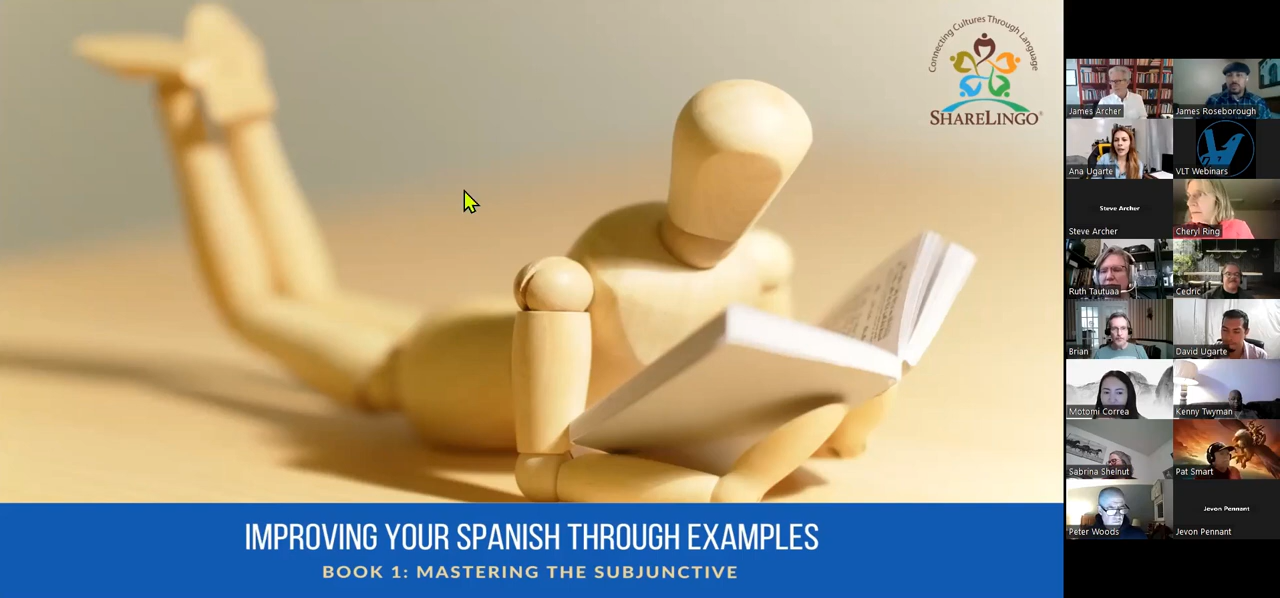 Connecting Cultures Through Language
SHARELINGO®
IMPROVING YOUR SPANISH THROUGH EXAMPLES
BOOK 1: MASTERING THE SUBJUNCTIVE
James Archer
James Roseborough
Ana Ugarte
VLT Webinars
Steve Archer
Steve Archer
Cheryl Ring
Ruth Tautuaa
Cedric
Brian
David Ugarte
Motomi Correa
Kenny Twyman
Sabrina Shelnut
Pat Smart
Jevon Pennant
Peter Woods
Jevon Pennant